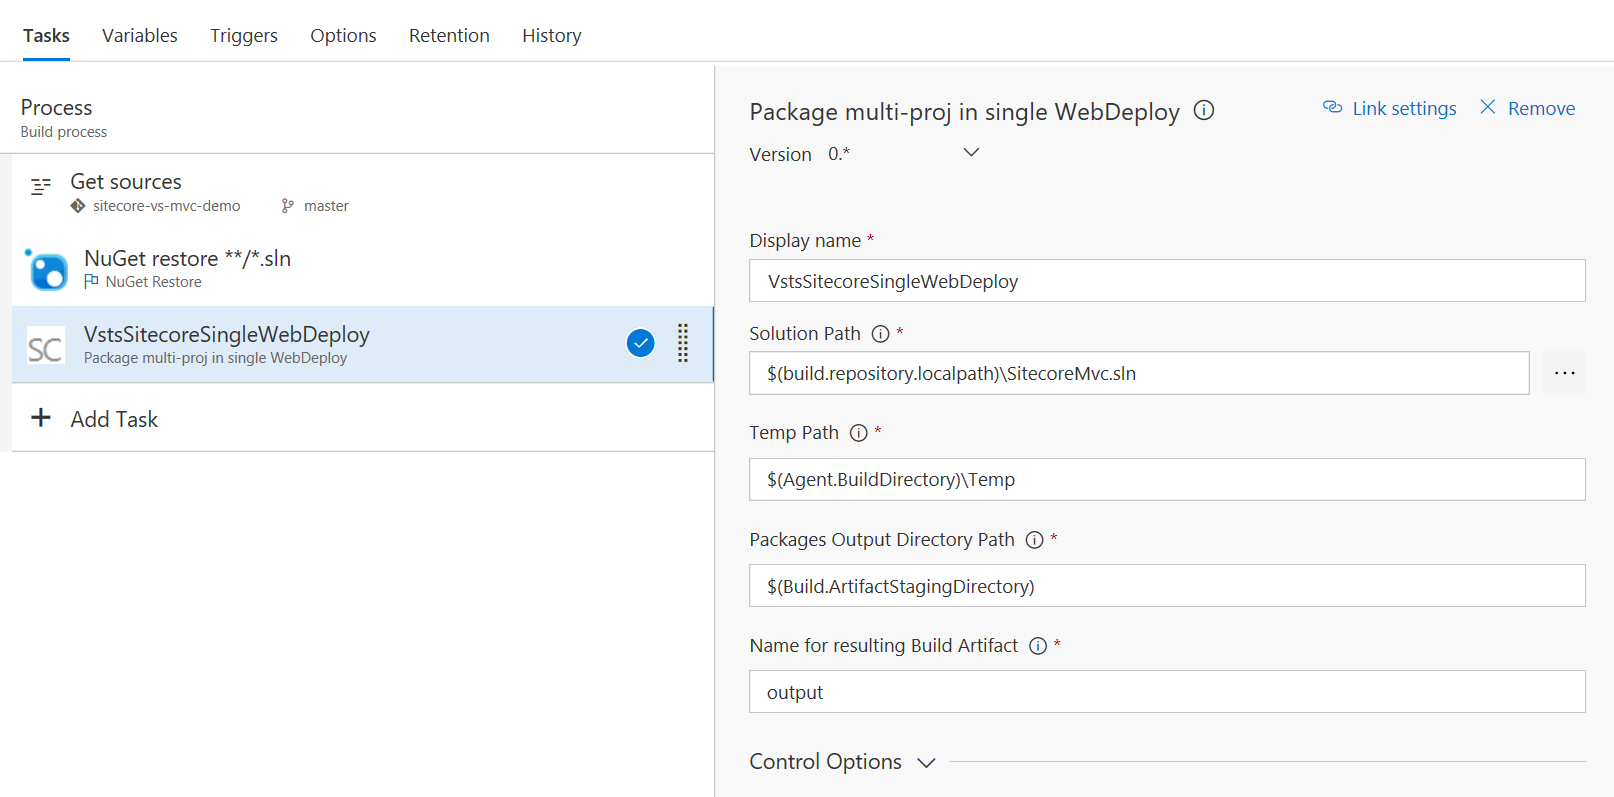 Tasks Variables Triggers Options Retention History
Process
Build process
Get sources
sitecore-vs-mvc-demo master
NuGet restore **/*.sln
NuGet Restore
SC
VstsSitecoreSingleWebDeploy
Package multi-proj in single WebDeploy
+ Add Task
Package multi-proj in single WebDeploy Link settings Remove
Version 0.*
Display name *
VstsSitecoreSingleWebDeploy
Solution Path *
$(build.repository.localpath)\SitecoreMvc.sln ...
Temp Path *
$(Agent.BuildDirectory)\Temp
Packages Output Directory Path *
$(Build.ArtifactStagingDirectory)
Name for resulting Build Artifact *
output
Control Options